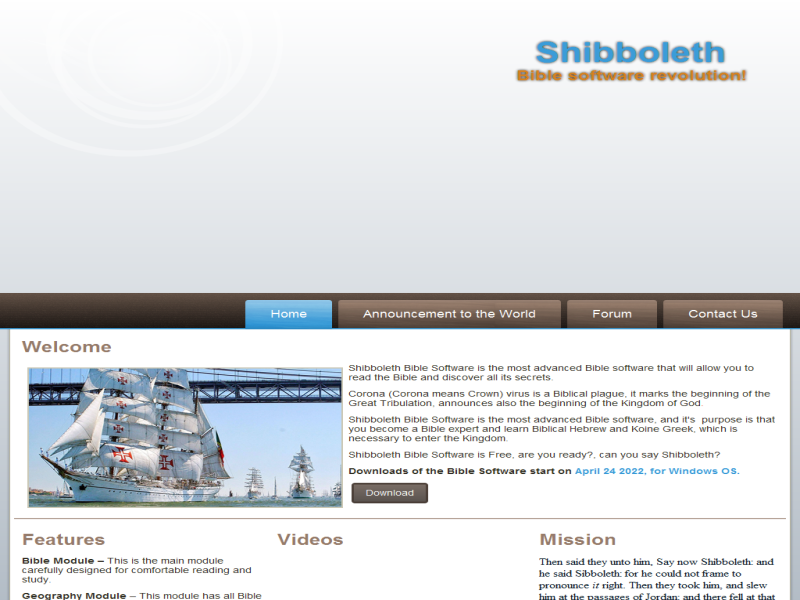 Shibboleth
Bible software revolution!
Home
Announcement to the World
Forum
Contact Us
Welcome
Shibboleth Bible Software is the most advanced Bible software that will allow you to
read the Bible and discover all its secrets.
Corona (Corona means Crown) virus is a Biblical plague, it marks the beginning of the
Great Tribulation, announces also the beginning of the Kingdom of God.
Shibboleth Bible Software is the most advanced Bible software, and it's  purpose is that
you become a Bible expert and learn Biblical Hebrew and Koine Greek, which is
necessary to enter the Kingdom.
Shibboleth Bible Software is Free, are you ready?, can you say Shibboleth?
Downloads of the Bible Software start on April 24 2022, for Windows OS.
Download
Features
Bible Module – This is the main module
carefully designed for comfortable reading and
study.
Geography Module – This module has all Bible
Videos
Mission
Then said they unto him, Say now Shibboleth: and
he said Sibboleth: for he could not frame to
pronounce it right. Then they took him, and slew
him at the passages of Jordan: and there fell at that